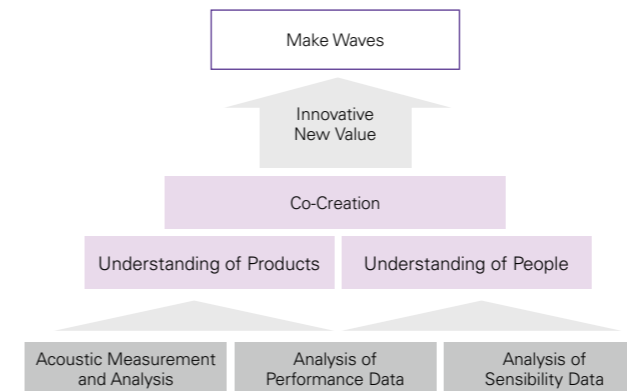 Make Waves
Innovative
New Value
Co-Creation
Understanding of Products
Understanding of People
Acoustic Measurement
and Analysis
Analysis of
Performance Data
Analysis of
Sensibility Data